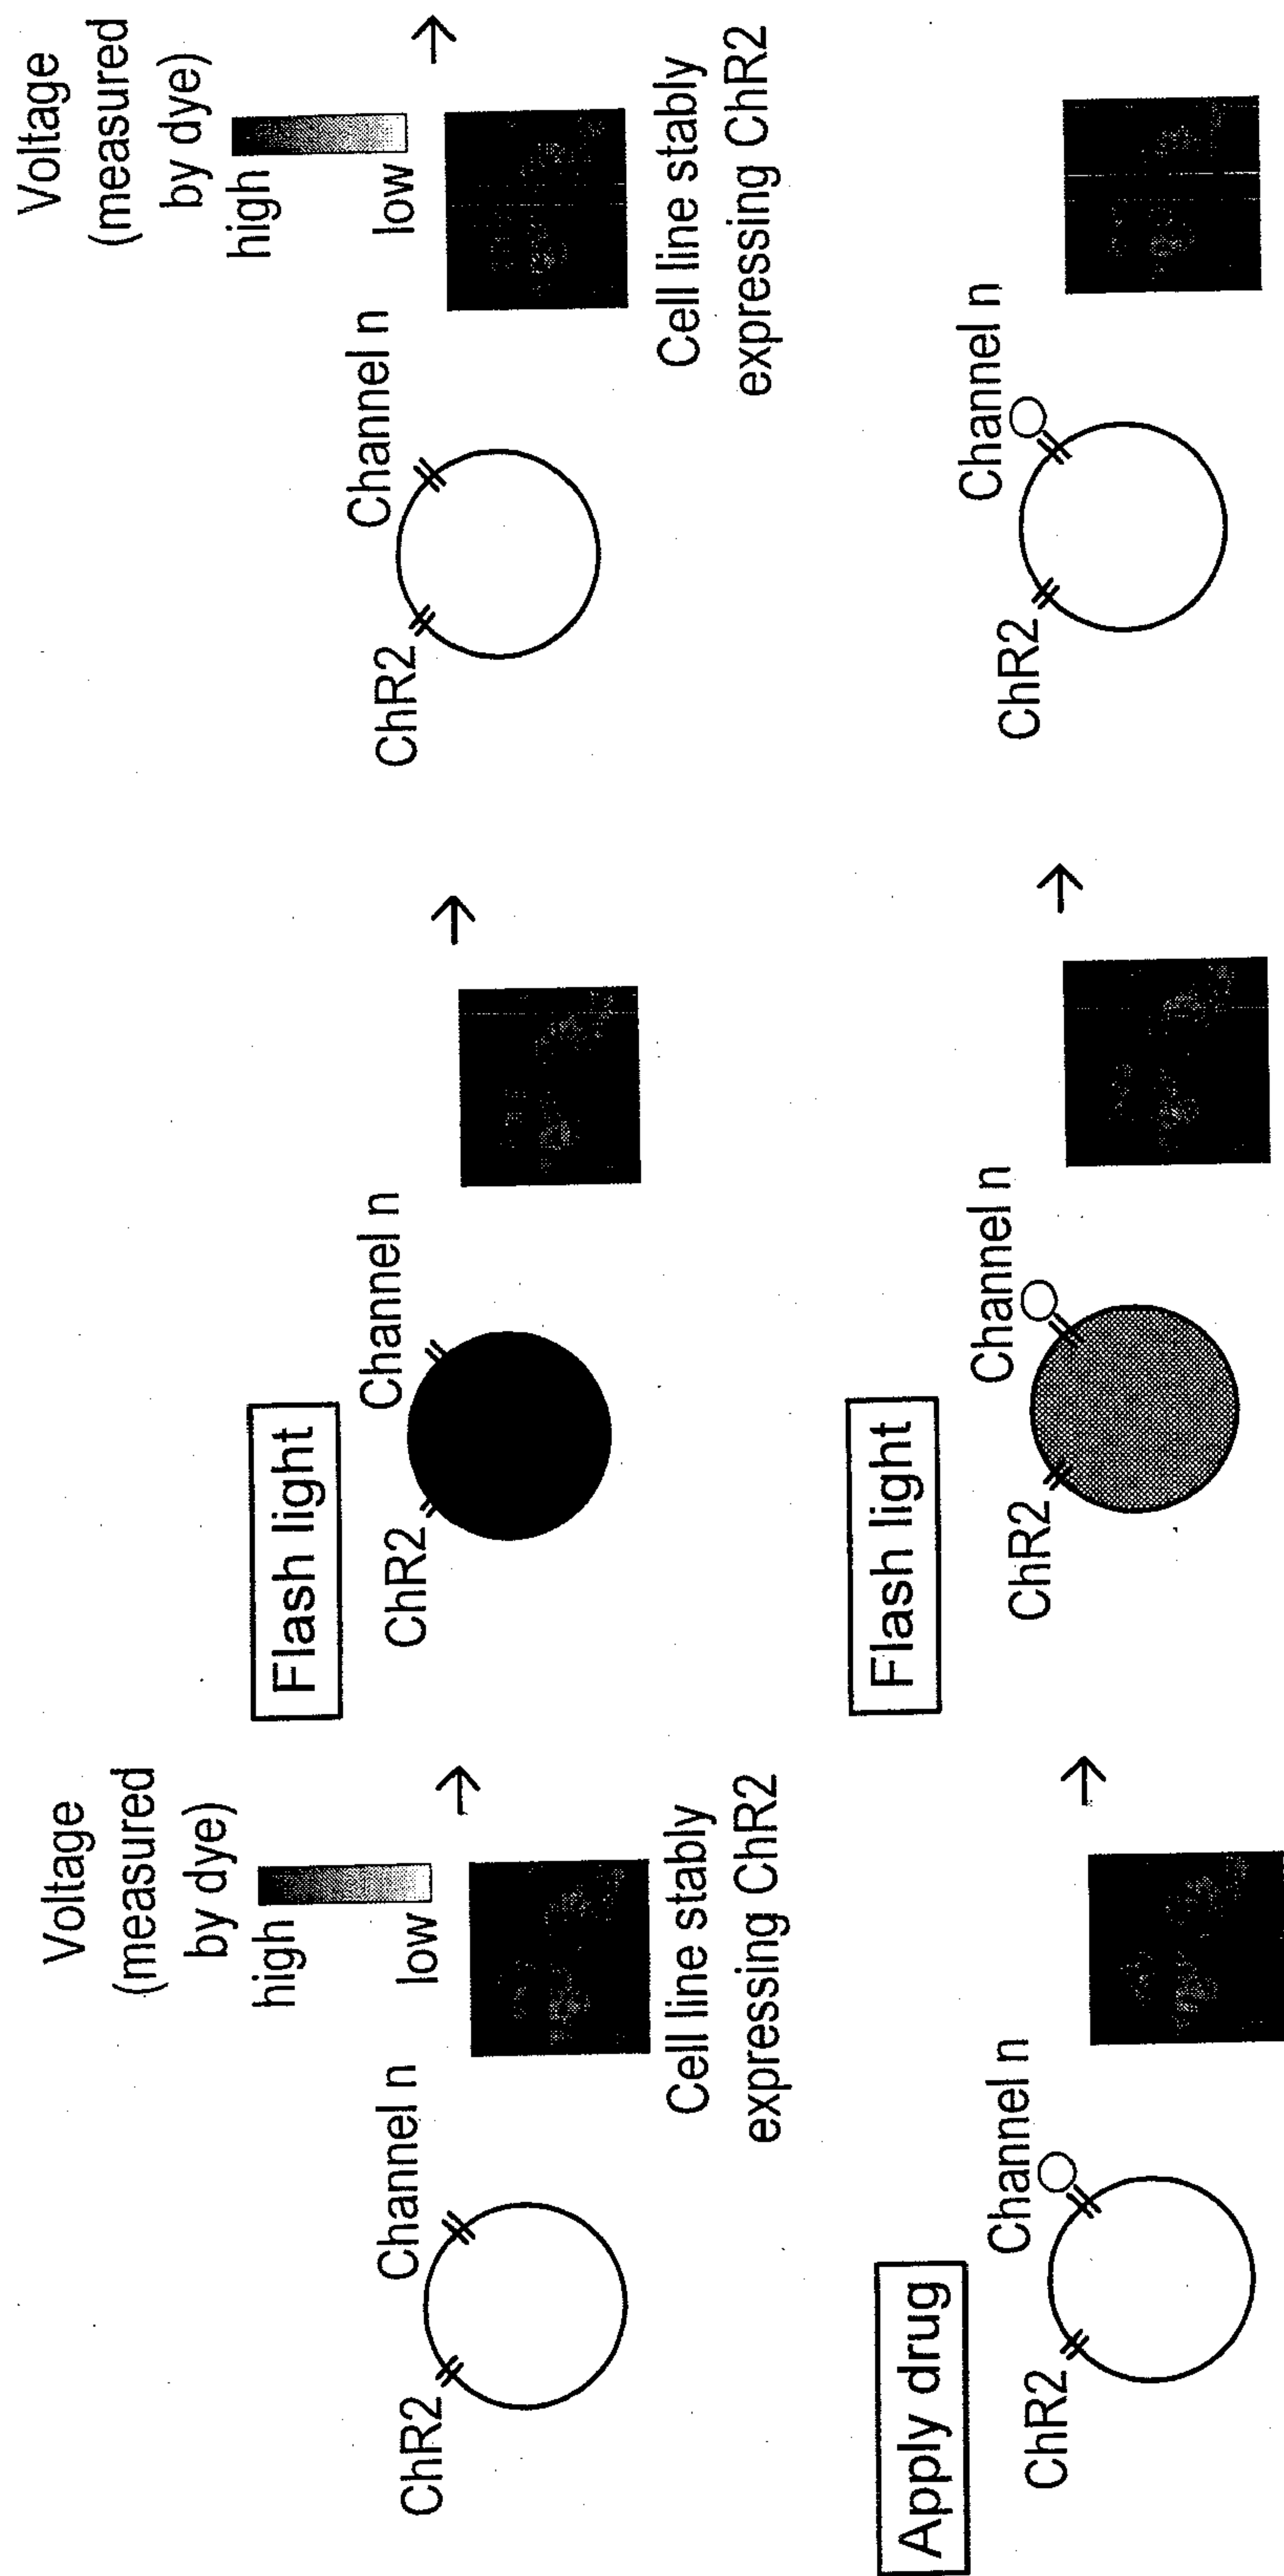 Voltage
(measured
by dye)
high
low
ChR2
Channel n
Cell line stably
expressing ChR2
Flash light
ChR2
Channel n
Voltage
(measured
by dye)
high
low
ChR2
Channel n
Cell line stably
expressing ChR2
Apply drug
ChR2
Channel n
Flash light
ChR2
Channel n
ChR2
Channel n